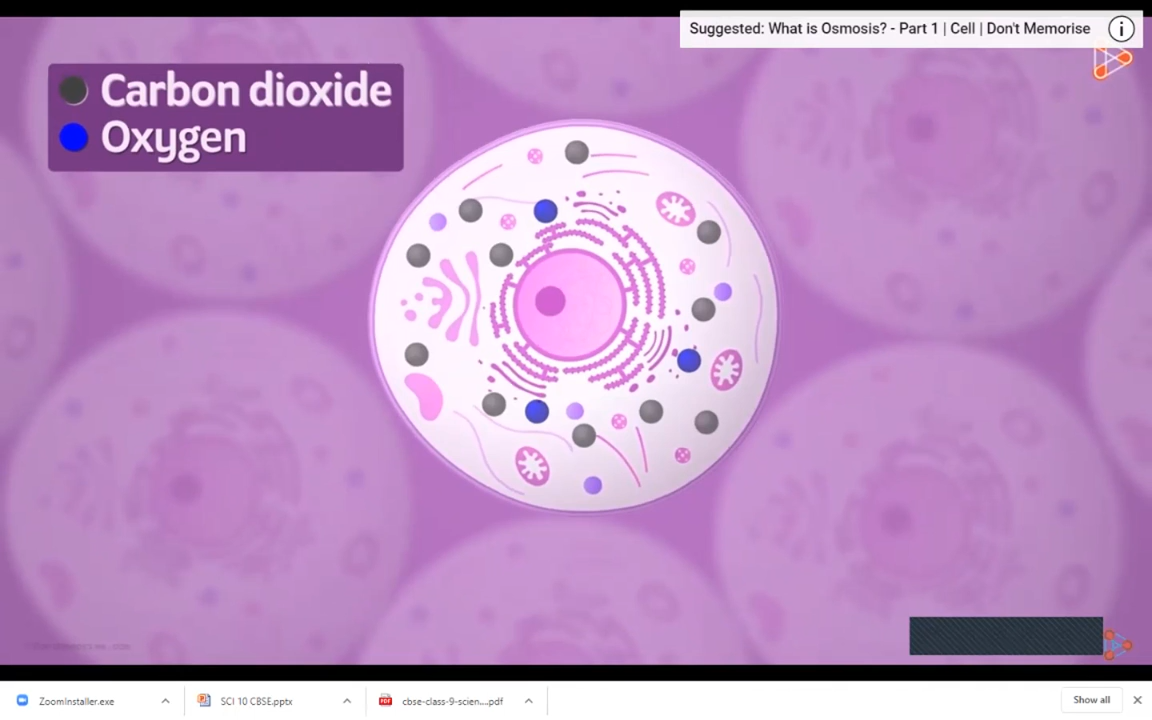 Suggested: What is Osmosis? - Part 1 | Cell | Don't Memorise
Carbon dioxide
Oxygen
ZoomInstaller.exe
SCI 10 CBSE.pptx
cbse-class-9-scien....pdf
Show all